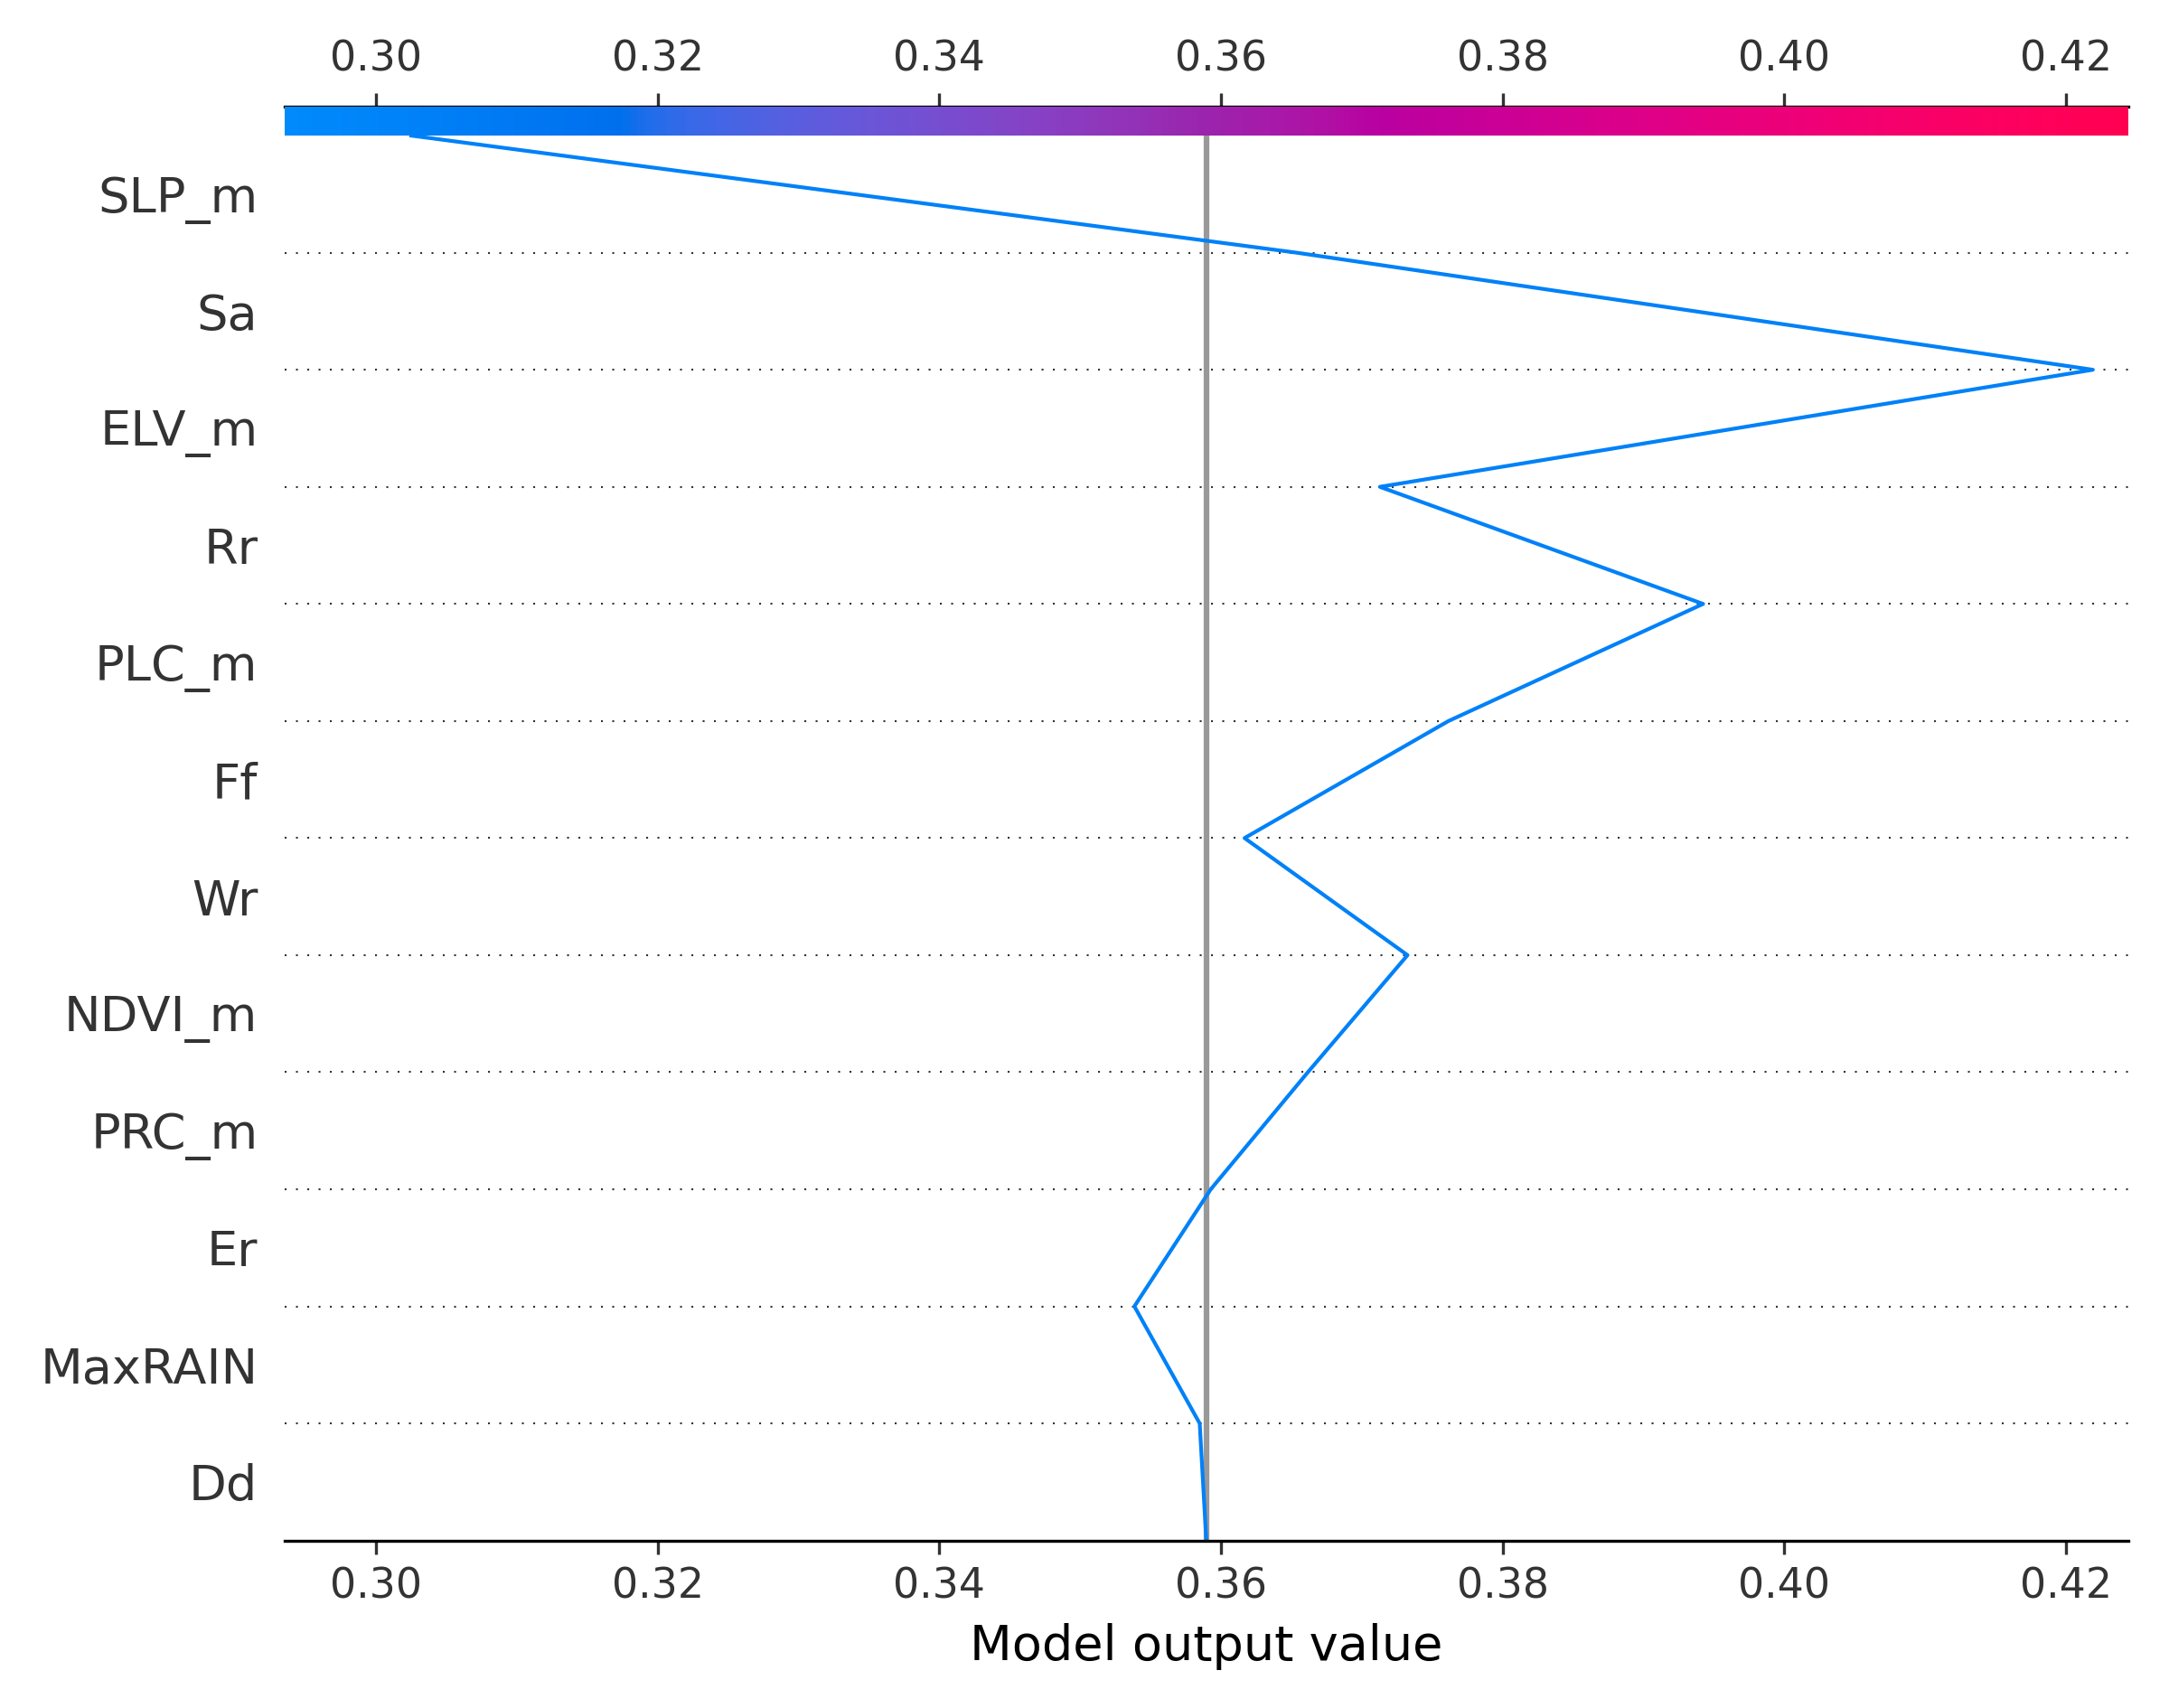 0.30 0.32 0.34 0.36 0.38 0.40 0.42
SLP_m
Sa
ELV_m
Rr
PLC_m
Ff
Wr
NDVI_m
PRC_m
Er
MaxRAIN
Dd
0.30 0.32 0.34 0.36 0.38 0.40 0.42
Model output value